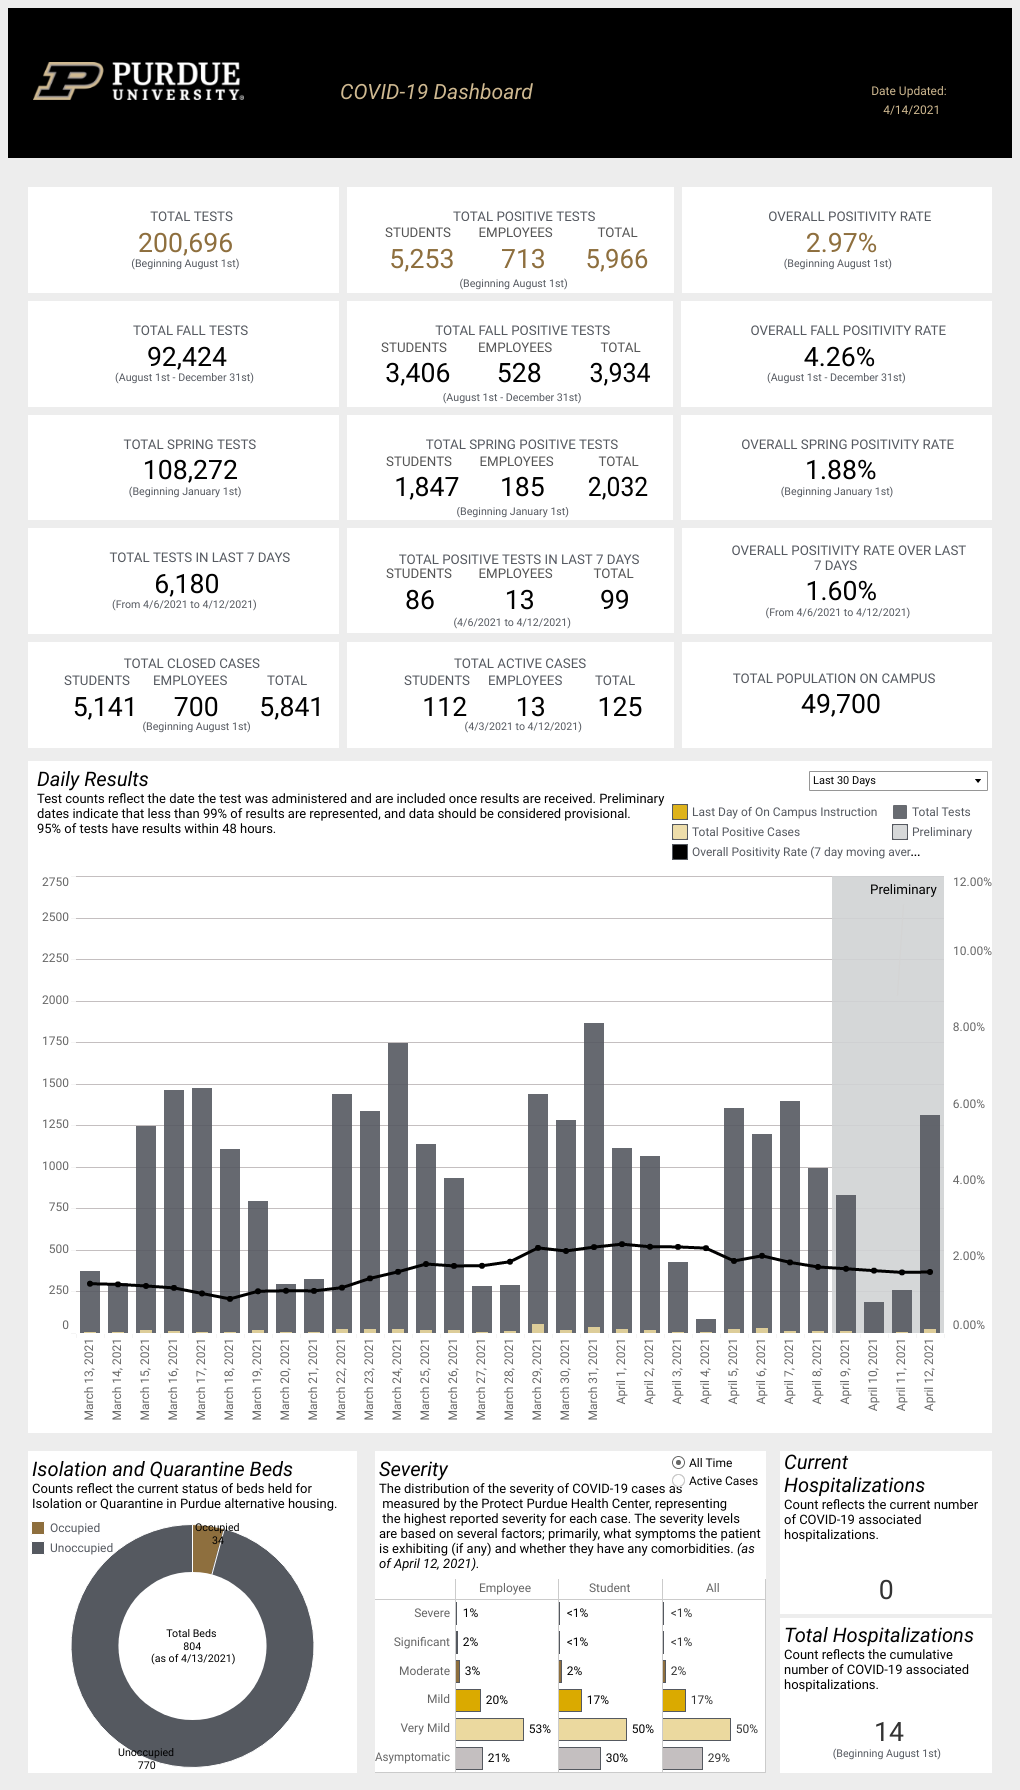 PURDUE
UNIVERSITY®
COVID-19 Dashboard
Date Updated:
4/14/2021
TOTAL TESTS
200,696
(Beginning August 1st)
TOTAL POSITIVE TESTS
STUDENTS EMPLOYEES TOTAL
5,253 713 5,966
(Beginning August 1st)
OVERALL POSITIVITY RATE
2.97%
(Beginning August 1st)
TOTAL FALL TESTS
92,424
(August 1st - December 31st)
TOTAL FALL POSITIVE TESTS
STUDENTS EMPLOYEES TOTAL
3,406 528 3,934
(August 1st - December 31st)
OVERALL FALL POSITIVITY RATE
4.26%
(August 1st - December 31st)
TOTAL SPRING TESTS
108,272
(Beginning January 1st)
TOTAL SPRING POSITIVE TESTS
STUDENTS EMPLOYEES TOTAL
1,847 185 2,032
(Beginning January 1st)
OVERALL SPRING POSITIVITY RATE
1.88%
(Beginning January 1st)
TOTAL TESTS IN LAST 7 DAYS
6,180
(From 4/6/2021 to 4/12/2021)
TOTAL POSITIVE TESTS IN LAST 7 DAYS
STUDENTS EMPLOYEES TOTAL
86 13 99
(4/6/2021 to 4/12/2021)
OVERALL POSITIVITY RATE OVER LAST
7 DAYS
1.60%
(From 4/6/2021 to 4/12/2021)
TOTAL CLOSED CASES
STUDENTS EMPLOYEES TOTAL
5,141 700 5,841
(Beginning August 1st)
TOTAL ACTIVE CASES
STUDENTS EMPLOYEES TOTAL
112 13 125
(4/3/2021 to 4/12/2021)
TOTAL POPULATION ON CAMPUS
49,700
Daily Results
Test counts reflect the date the test was administered and are included once results are received. Preliminary
dates indicate that less than 99% of results are represented, and data should be considered provisional.
95% of tests have results within 48 hours.
Last 30 Days
Last Day of On Campus Instruction
Total Tests
Total Positive Cases
Preliminary
Overall Positivity Rate (7 day moving aver...
2750
2500
2250
2000
1750
1500
1250
1000
750
500
250
0
Preliminary
12.00%
10.00%
8.00%
6.00%
4.00%
2.00%
0.00%
March 13, 2021
March 14, 2021
March 15, 2021
March 16, 2021
March 17, 2021
March 18, 2021
March 19, 2021
March 20, 2021
March 21, 2021
March 22, 2021
March 23, 2021
March 24, 2021
March 25, 2021
March 26, 2021
March 27, 2021
March 28, 2021
March 29, 2021
March 30, 2021
March 31, 2021
April 1, 2021
April 2, 2021
April 3, 2021
April 4, 2021
April 5, 2021
April 6, 2021
April 7, 2021
April 8, 2021
April 9, 2021
April 10, 2021
April 11, 2021
April 12, 2021
Isolation and Quarantine Beds
Counts reflect the current status of beds held for
Isolation or Quarantine in Purdue alternative housing.
Occupied
Unoccupied
Occupied
34
Total Beds
804
(as of 4/13/2021)
Unoccupied
770
Severity
All Time
Active Cases
The distribution of the severity of COVID-19 cases as
measured by the Protect Purdue Health Center, representing
the highest reported severity for each case. The severity levels
are based on several factors; primarily, what symptoms the patient
is exhibiting (if any) and whether they have any comorbidities. (as
of April 12, 2021).
Employee Student All
Severe 1% <1% <1%
Significant 2% <1% <1%
Moderate 3% 2% 2%
Mild 20% 17% 17%
Very Mild 53% 50% 50%
Asymptomatic 21% 30% 29%
Current
Hospitalizations
Count reflects the current number
of COVID-19 associated
hospitalizations.
0
Total Hospitalizations
Count reflects the cumulative
number of COVID-19 associated
hospitalizations.
14
(Beginning August 1st)